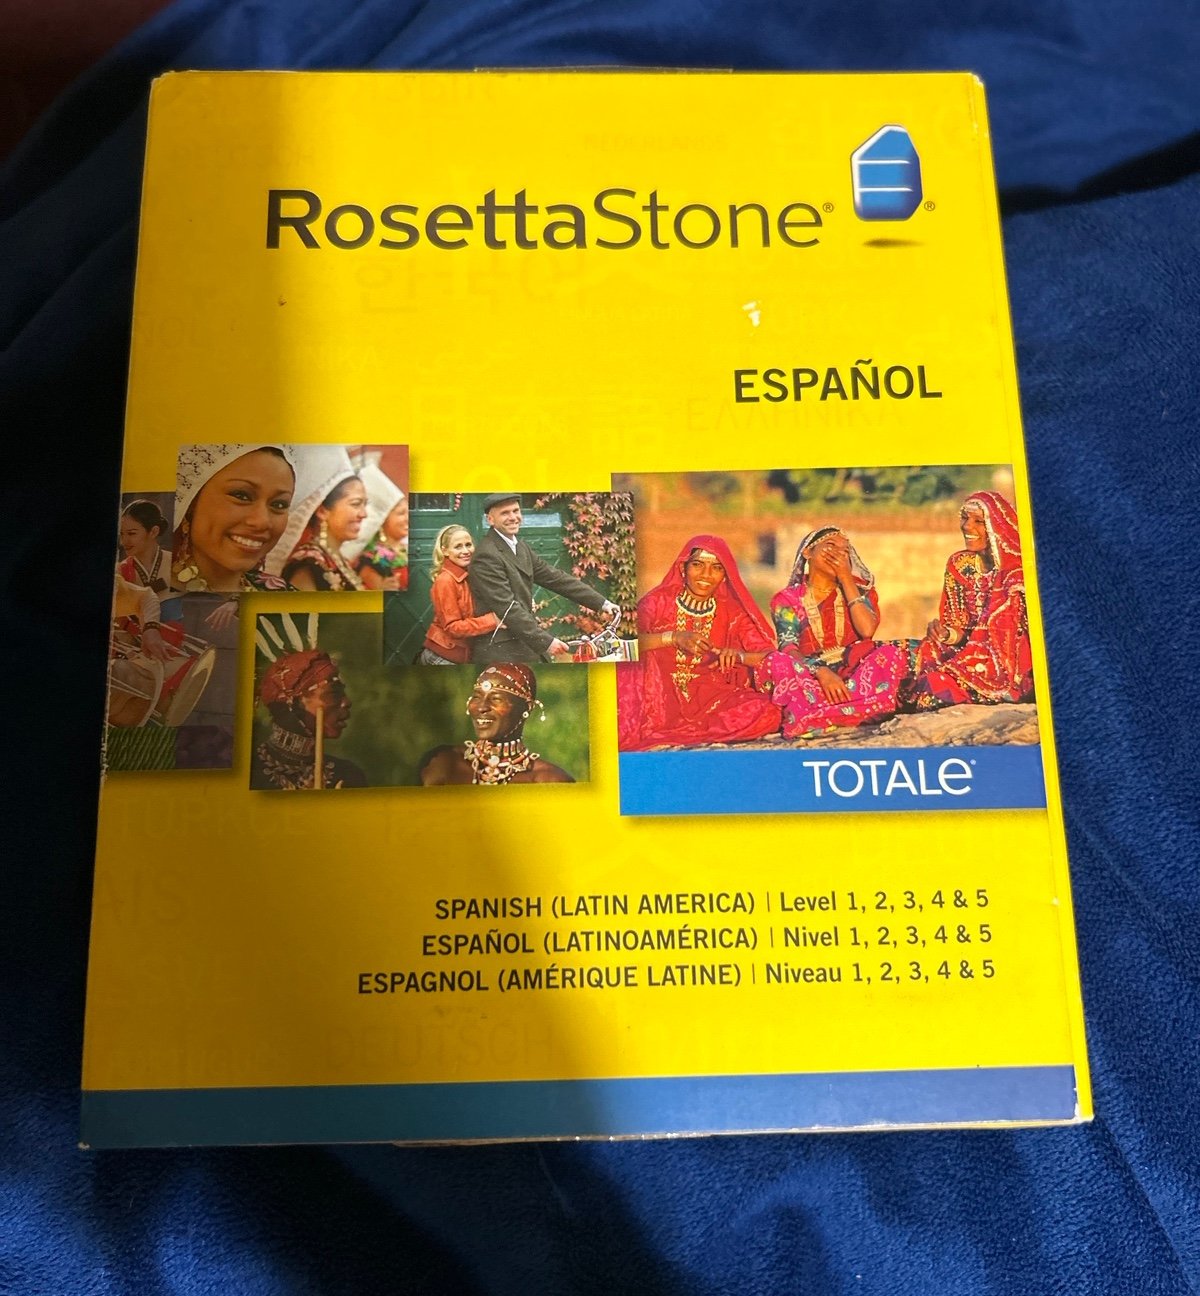 RosettaStone® ®
ESPAÑOL
TOTALe®
SPANISH (LATIN AMERICA) | Level 1, 2, 3, 4 & 5
ESPAÑOL (LATINOAMÉRICA) | Nivel 1, 2, 3, 4 & 5
ESPAGNOL (AMÉRIQUE LATINE) | Niveau 1, 2, 3, 4 & 5
DEUTSCH